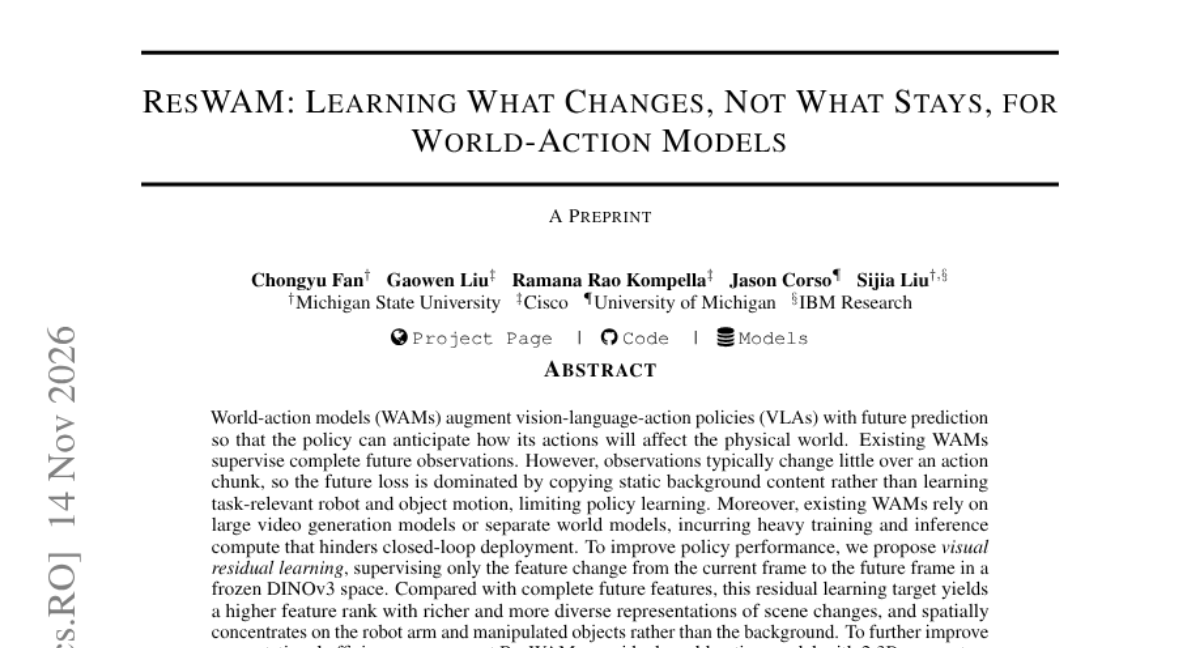 RESWAM: LEARNING WHAT CHANGES, NOT WHAT STAYS, FOR
WORLD-ACTION MODELS
A PREPRINT
Chongyu Fan† Gaowen Liu‡ Ramana Rao Kompella‡ Jason Corso¶ Sijia Liu†,§
†Michigan State University ‡Cisco ¶University of Michigan §IBM Research
Project Page | Code | Models
ABSTRACT
World-action models (WAMs) augment vision-language-action policies (VLAs) with future prediction
so that the policy can anticipate how its actions will affect the physical world. Existing WAMs
supervise complete future observations. However, observations typically change little over an action
chunk, so the future loss is dominated by copying static background content rather than learning
task-relevant robot and object motion, limiting policy learning. Moreover, existing WAMs rely on
large video generation models or separate world models, incurring heavy training and inference
compute that hinders closed-loop deployment. To improve policy performance, we propose visual
residual learning, supervising only the feature change from the current frame to the future frame in a
frozen DINOv3 space. Compared with complete future features, this residual learning target yields
a higher feature rank with richer and more diverse representations of scene changes, and spatially
concentrates on the robot arm and manipulated objects rather than the background. To further improve
cs.RO] 14 Nov 2026